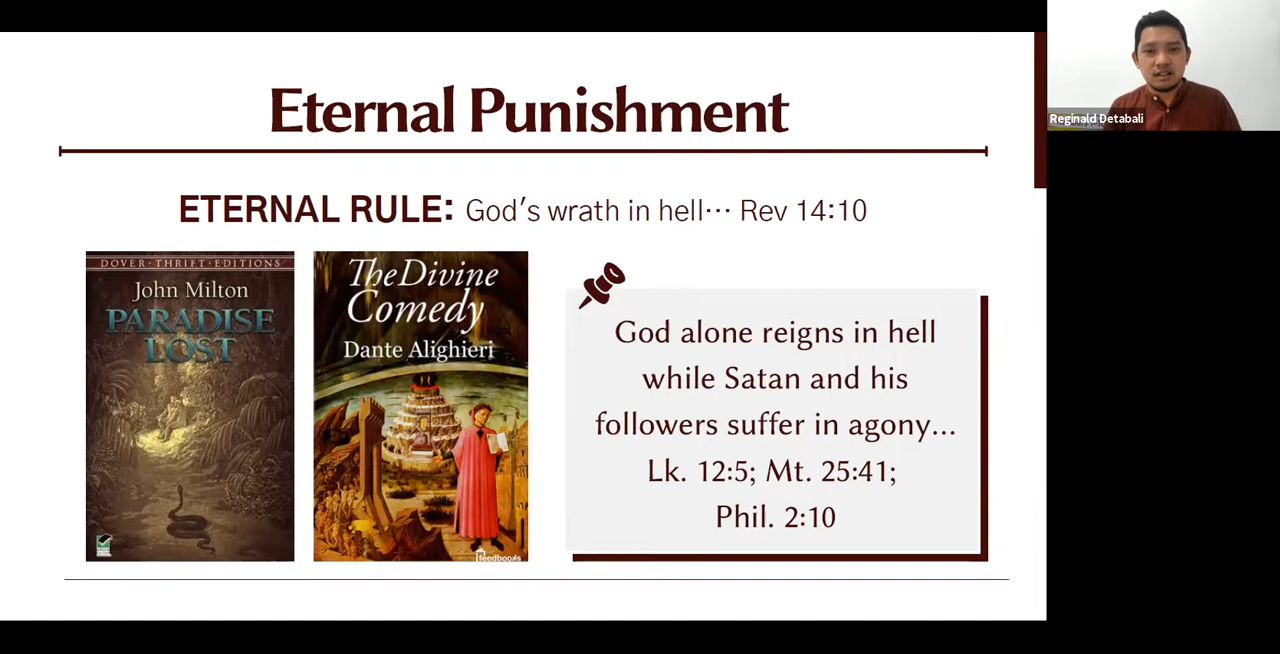 Eternal Punishment
Reginald Detabali
ETERNAL RULE: God's wrath in hell… Rev 14:10
DOVER · THRIFT · EDITIONS
John Milton
PARADISE
LOST
The Divine
Comedy
Dante Alighieri
feedbooks
God alone reigns in hell
while Satan and his
followers suffer in agony...
Lk. 12:5; Mt. 25:41;
Phil. 2:10